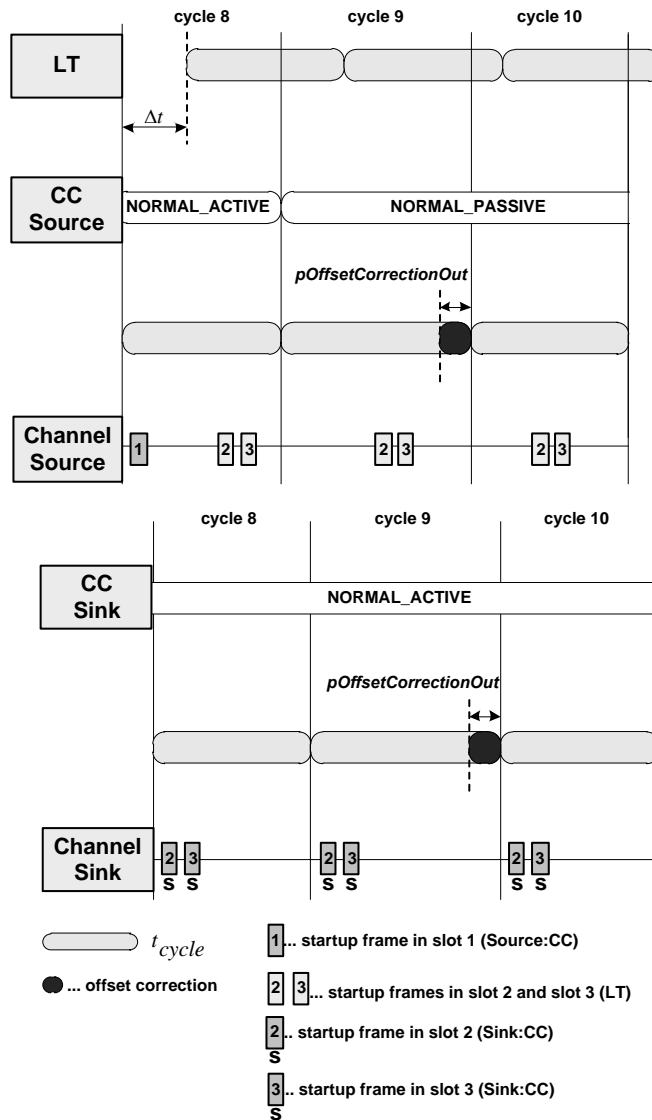 cycle 8 cycle 9 cycle 10
LT
Δt
CC
Source
NORMAL_ACTIVE NORMAL_PASSIVE
pOffsetCorrectionOut
Channel
Source
1 2 3 2 3 2 3
cycle 8 cycle 9 cycle 10
CC
Sink
NORMAL_ACTIVE
pOffsetCorrectionOut
Channel
Sink
2 3 2 3 2 3
s s s s s s
tcycle
1 ... startup frame in slot 1 (Source:CC)
... offset correction
2 3 ... startup frames in slot 2 and slot 3 (LT)
2 .. startup frame in slot 2 (Sink:CC)
s
3 .. startup frame in slot 3 (Sink:CC)
s